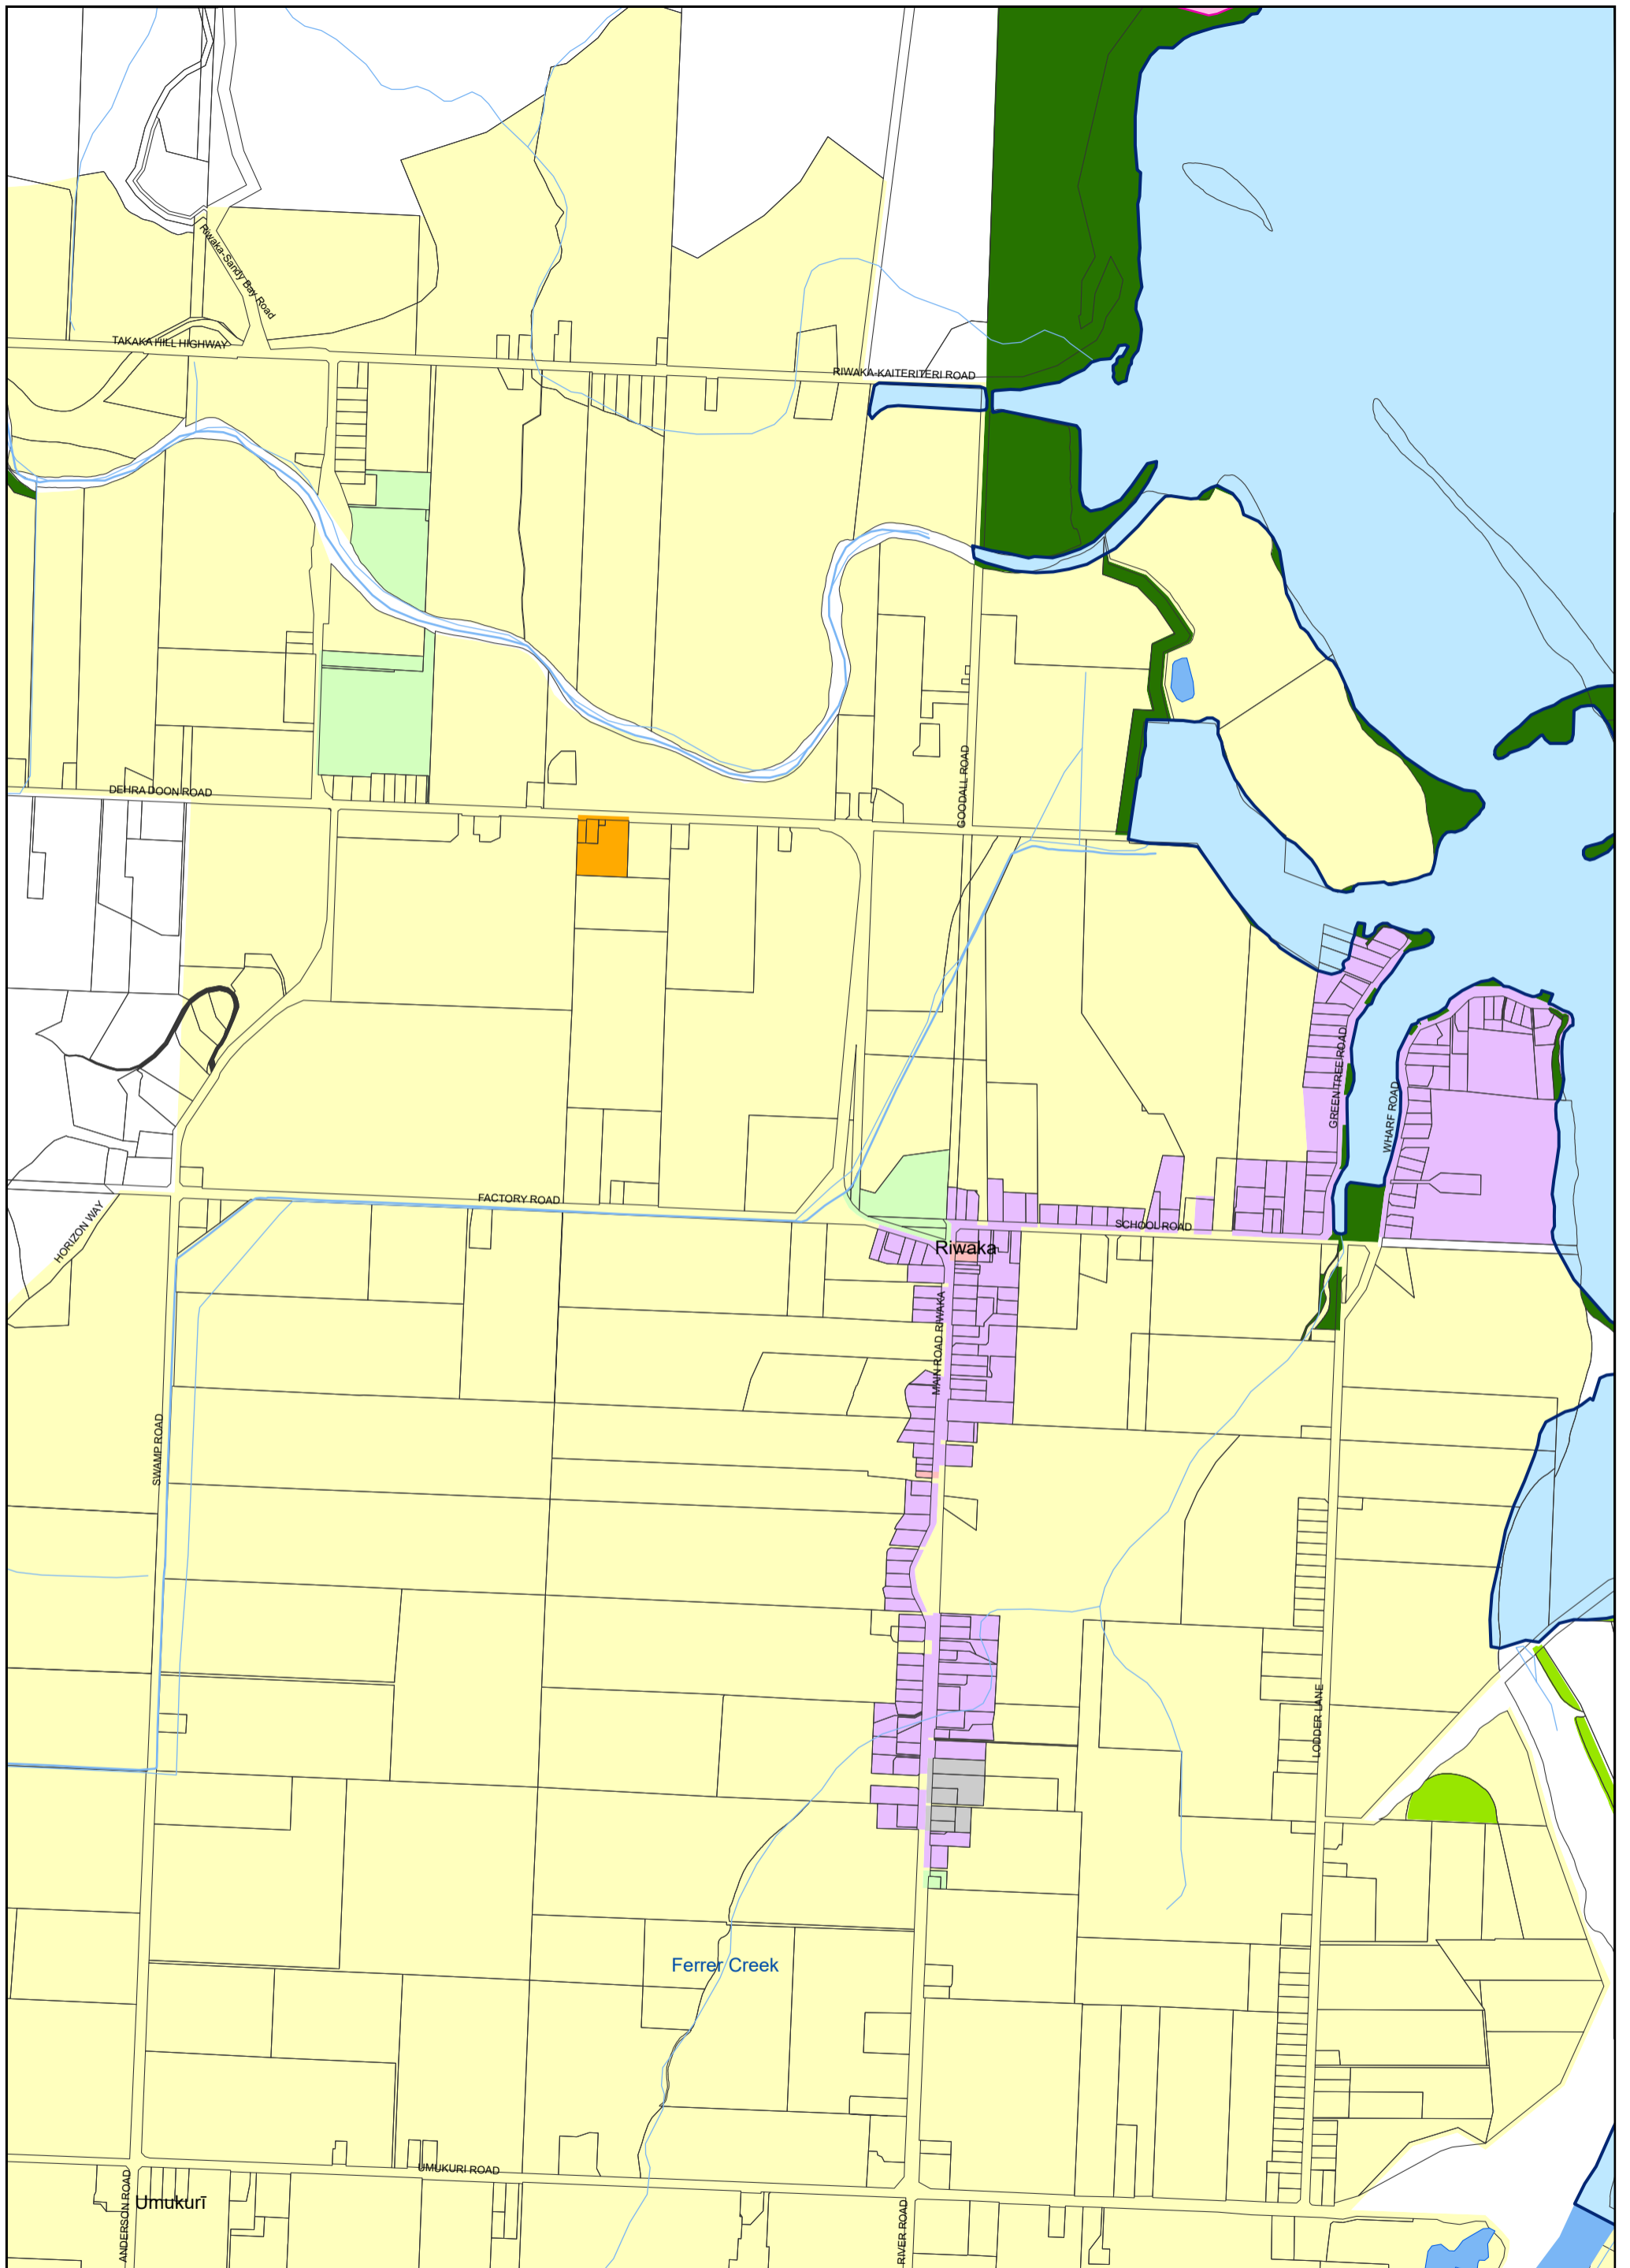 Riwaka-Sandy Bay Road
TAKAKA HILL HIGHWAY
RIWAKA-KAITERITERI ROAD
DEHRA DOON ROAD
GOODALL ROAD
GREEN TREE ROAD
WHARF ROAD
FACTORY ROAD
SCHOOL ROAD
HORIZON WAY
Riwaka
MAIN ROAD RIWAKA
SWAMP ROAD
LODDER LANE
Ferrer Creek
UMUKURI ROAD
Umukurī
ANDERSON ROAD
RIVER ROAD